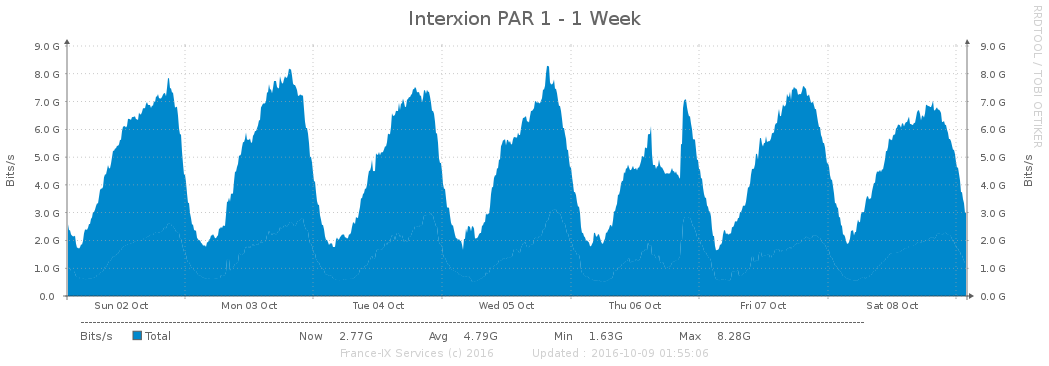 Interxion PAR 1 - 1 Week
RRDTOOL / TOBI OETIKER
9.0 G 9.0 G
8.0 G 8.0 G
7.0 G 7.0 G
6.0 G 6.0 G
5.0 G 5.0 G
4.0 G 4.0 G
3.0 G 3.0 G
2.0 G 2.0 G
1.0 G 1.0 G
0.0 0.0 G
Bits/s
Bits/s
Sun 02 Oct Mon 03 Oct Tue 04 Oct Wed 05 Oct Thu 06 Oct Fri 07 Oct Sat 08 Oct
Bits/s Total Now 2.77G Avg 4.79G Min 1.63G Max 8.28G
France-IX Services (c) 2016 Updated : 2016-10-09 01:55:06